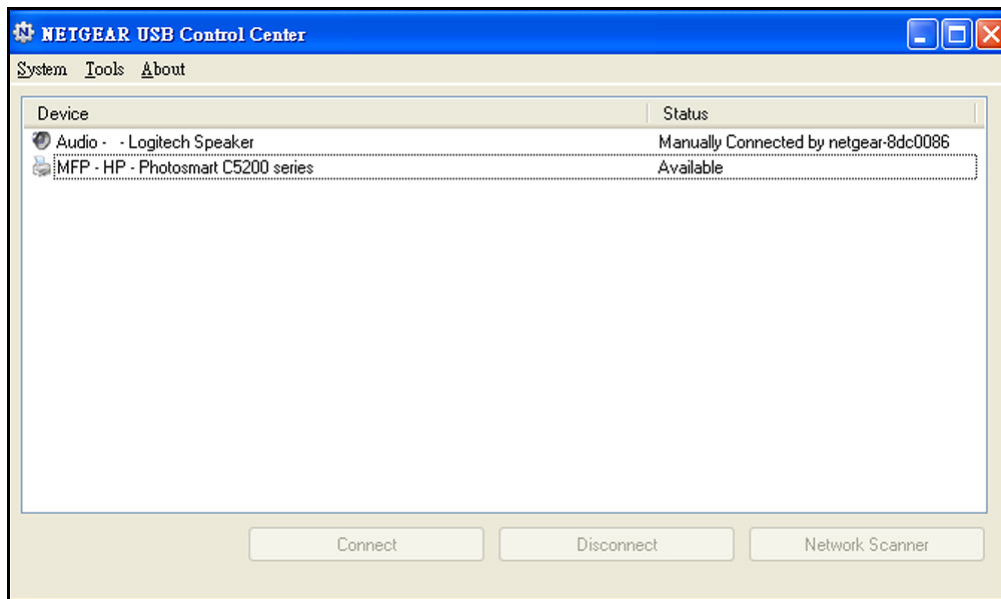 NETGEAR USB Control Center
System Tools About
Device Status
Audio - - Logitech Speaker Manually Connected by netgear-8dc0086
MFP - HP - Photosmart C5200 series Available
Connect Disconnect Network Scanner